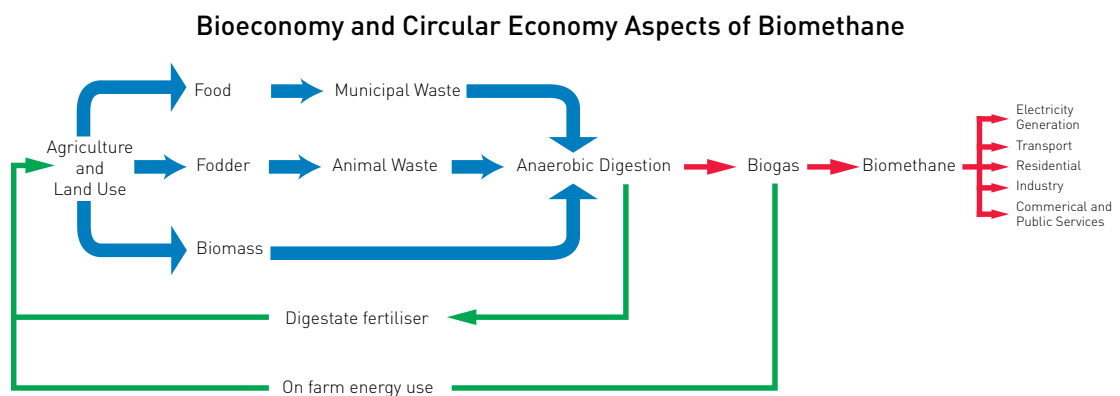 Bioeconomy and Circular Economy Aspects of Biomethane
Food
Municipal Waste
Agriculture
and
Land Use
Fodder
Animal Waste
Anaerobic Digestion
Biogas
Biomethane
Electricity
Generation
Transport
Residential
Industry
Commerical and
Public Services
Biomass
Digestate fertiliser
On farm energy use